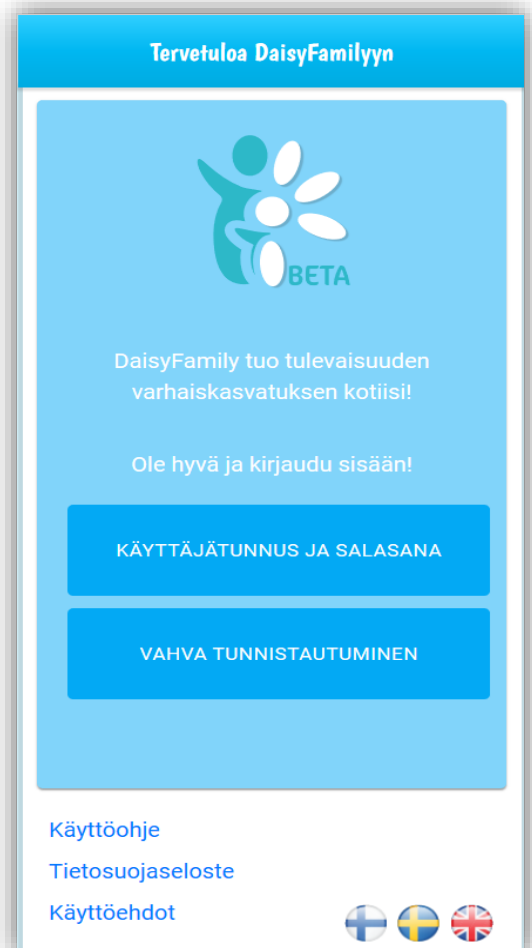 Tervetuloa DaisyFamilyyn
BETA
DaisyFamily tuo tulevaisuuden
varhaiskasvatuksen kotiisi!
Ole hyvä ja kirjaudu sisään!
KÄYTTÄJÄTUNNUS JA SALASANA
VAHVA TUNNISTAUTUMINEN
Käyttöohje
Tietosuojaseloste
Käyttöehdot